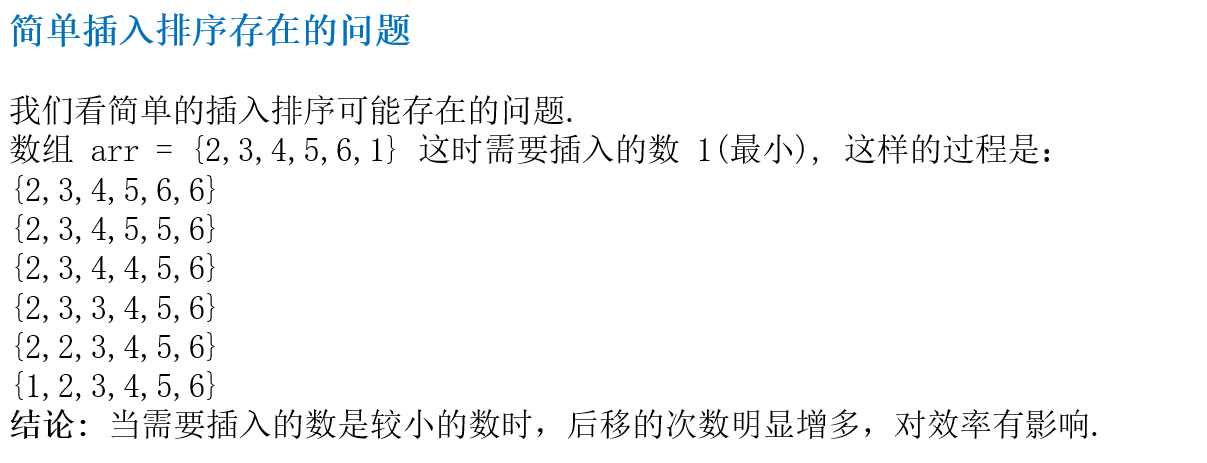 简单插入排序存在的问题
我们看简单的插入排序可能存在的问题.
数组 arr = {2,3,4,5,6,1} 这时需要插入的数 1(最小), 这样的过程是：
{2,3,4,5,6,6}
{2,3,4,5,5,6}
{2,3,4,4,5,6}
{2,3,3,4,5,6}
{2,2,3,4,5,6}
{1,2,3,4,5,6}
结论: 当需要插入的数是较小的数时，后移的次数明显增多，对效率有影响.